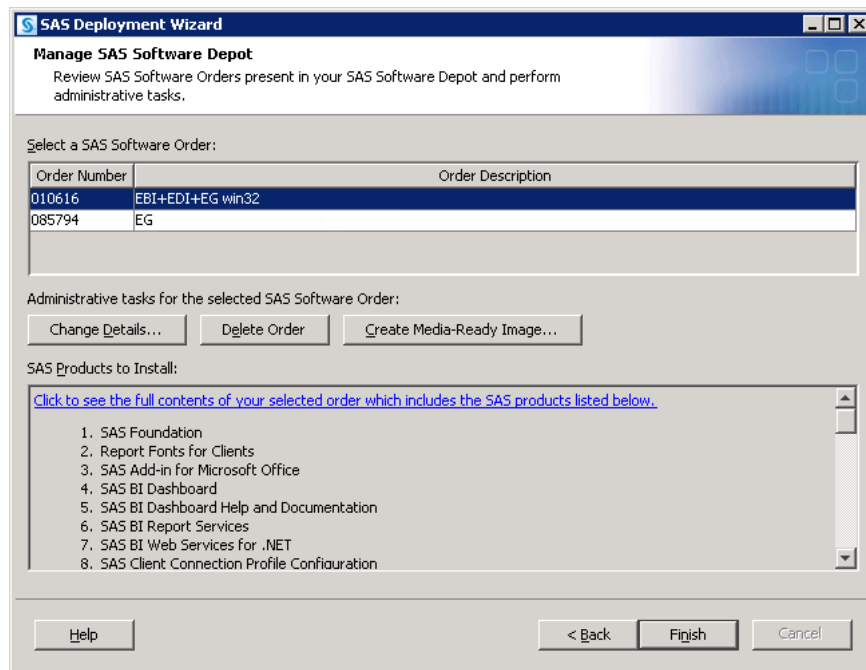 SAS Deployment Wizard
Manage SAS Software Depot
Review SAS Software Orders present in your SAS Software Depot and perform
administrative tasks.
Select a SAS Software Order:
Order Number Order Description
010616 EBI+EDI+EG win32
085794 EG
Administrative tasks for the selected SAS Software Order:
Change Details... Delete Order Create Media-Ready Image...
SAS Products to Install:
Click to see the full contents of your selected order which includes the SAS products listed below.
1. SAS Foundation
2. Report Fonts for Clients
3. SAS Add-in for Microsoft Office
4. SAS BI Dashboard
5. SAS BI Dashboard Help and Documentation
6. SAS BI Report Services
7. SAS BI Web Services for .NET
8. SAS Client Connection Profile Configuration
Help < Back Finish Cancel